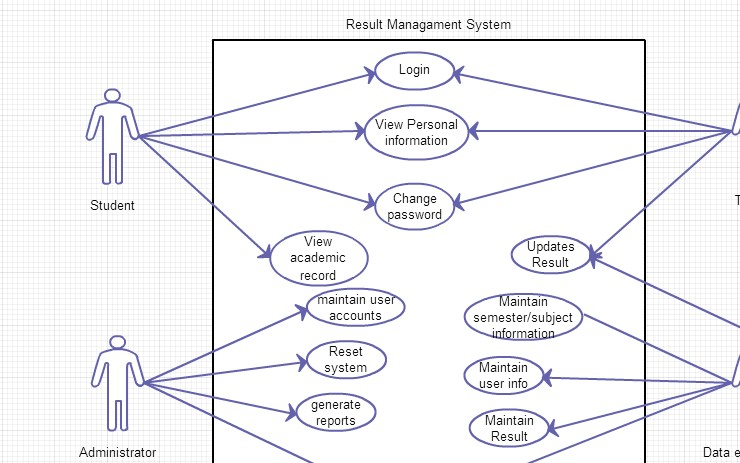 Result Managament System
Login
View Personal
information
Student
Change
password
View
academic
record
Updates
Result
maintain user
accounts
Maintain
semester/subject
information
Reset
system
Maintain
user info
generate
reports
Maintain
Result
Administrator
Data e